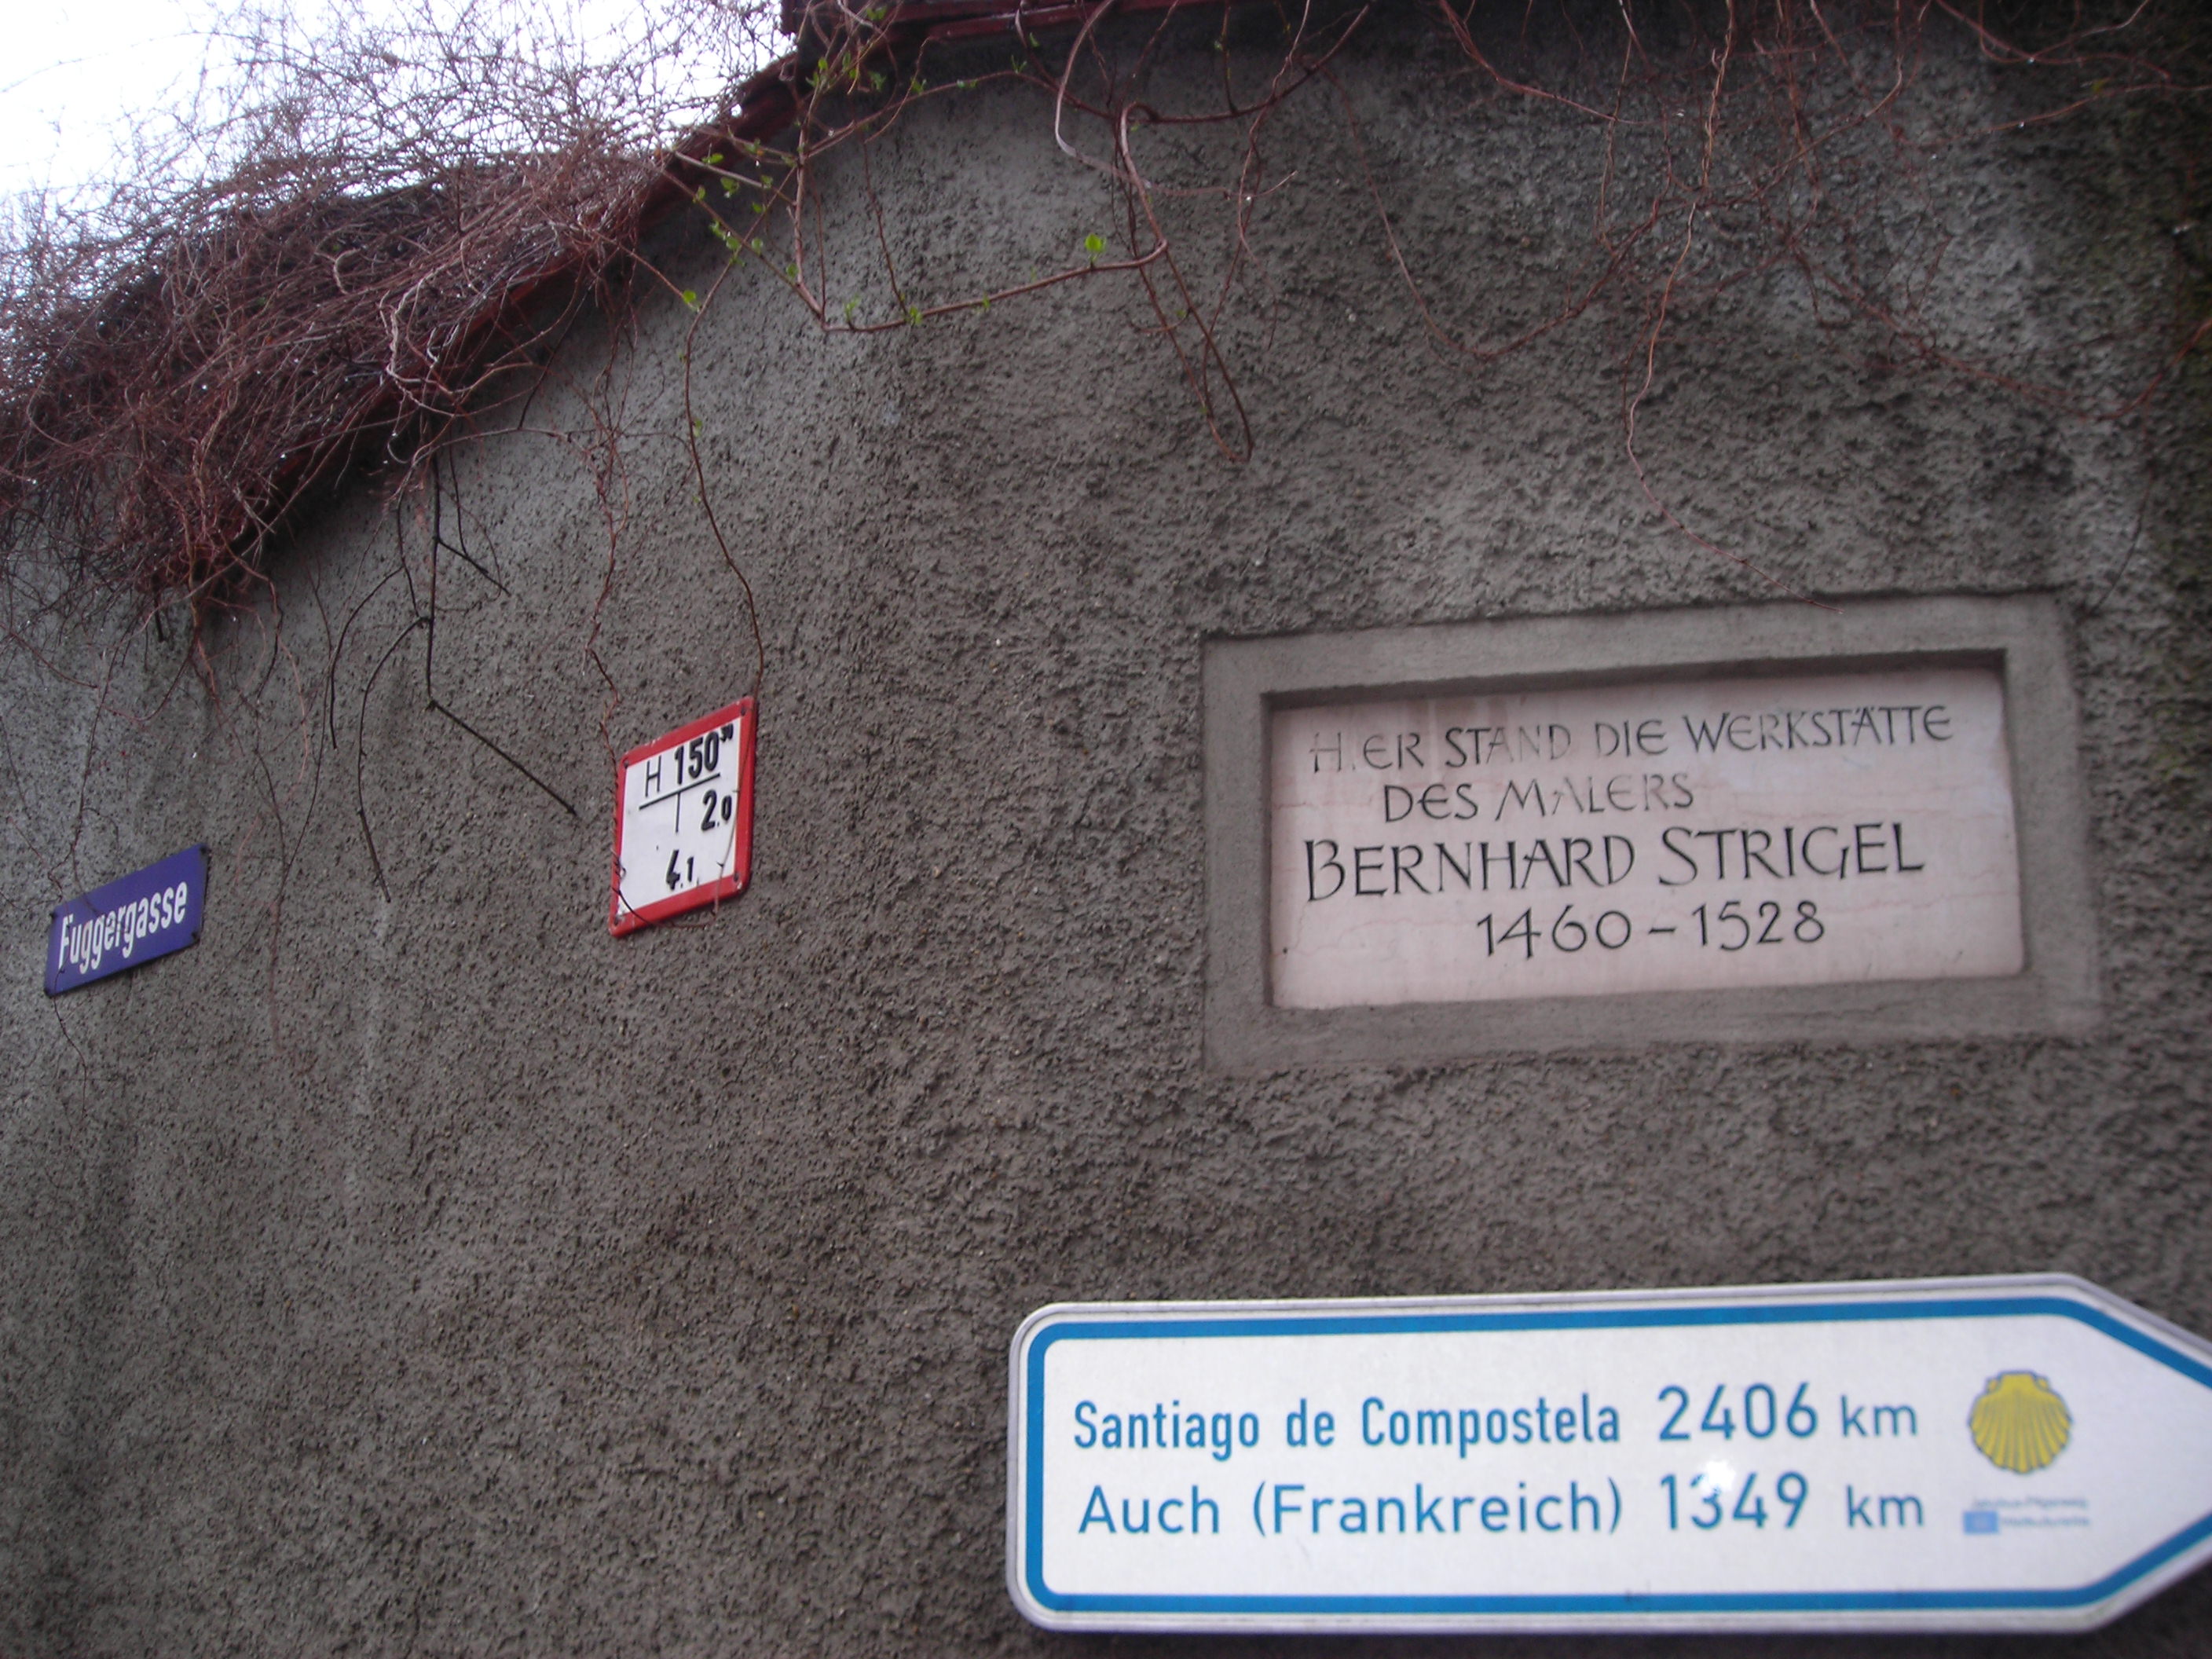 Fuggergasse
H 150
2.0
4.1
HIER STAND DIE WERKSTÄTTE
DES MALERS
BERNHARD STRIGEL
1460-1528
Santiago de Compostela 2406 km
Auch (Frankreich) 1349 km